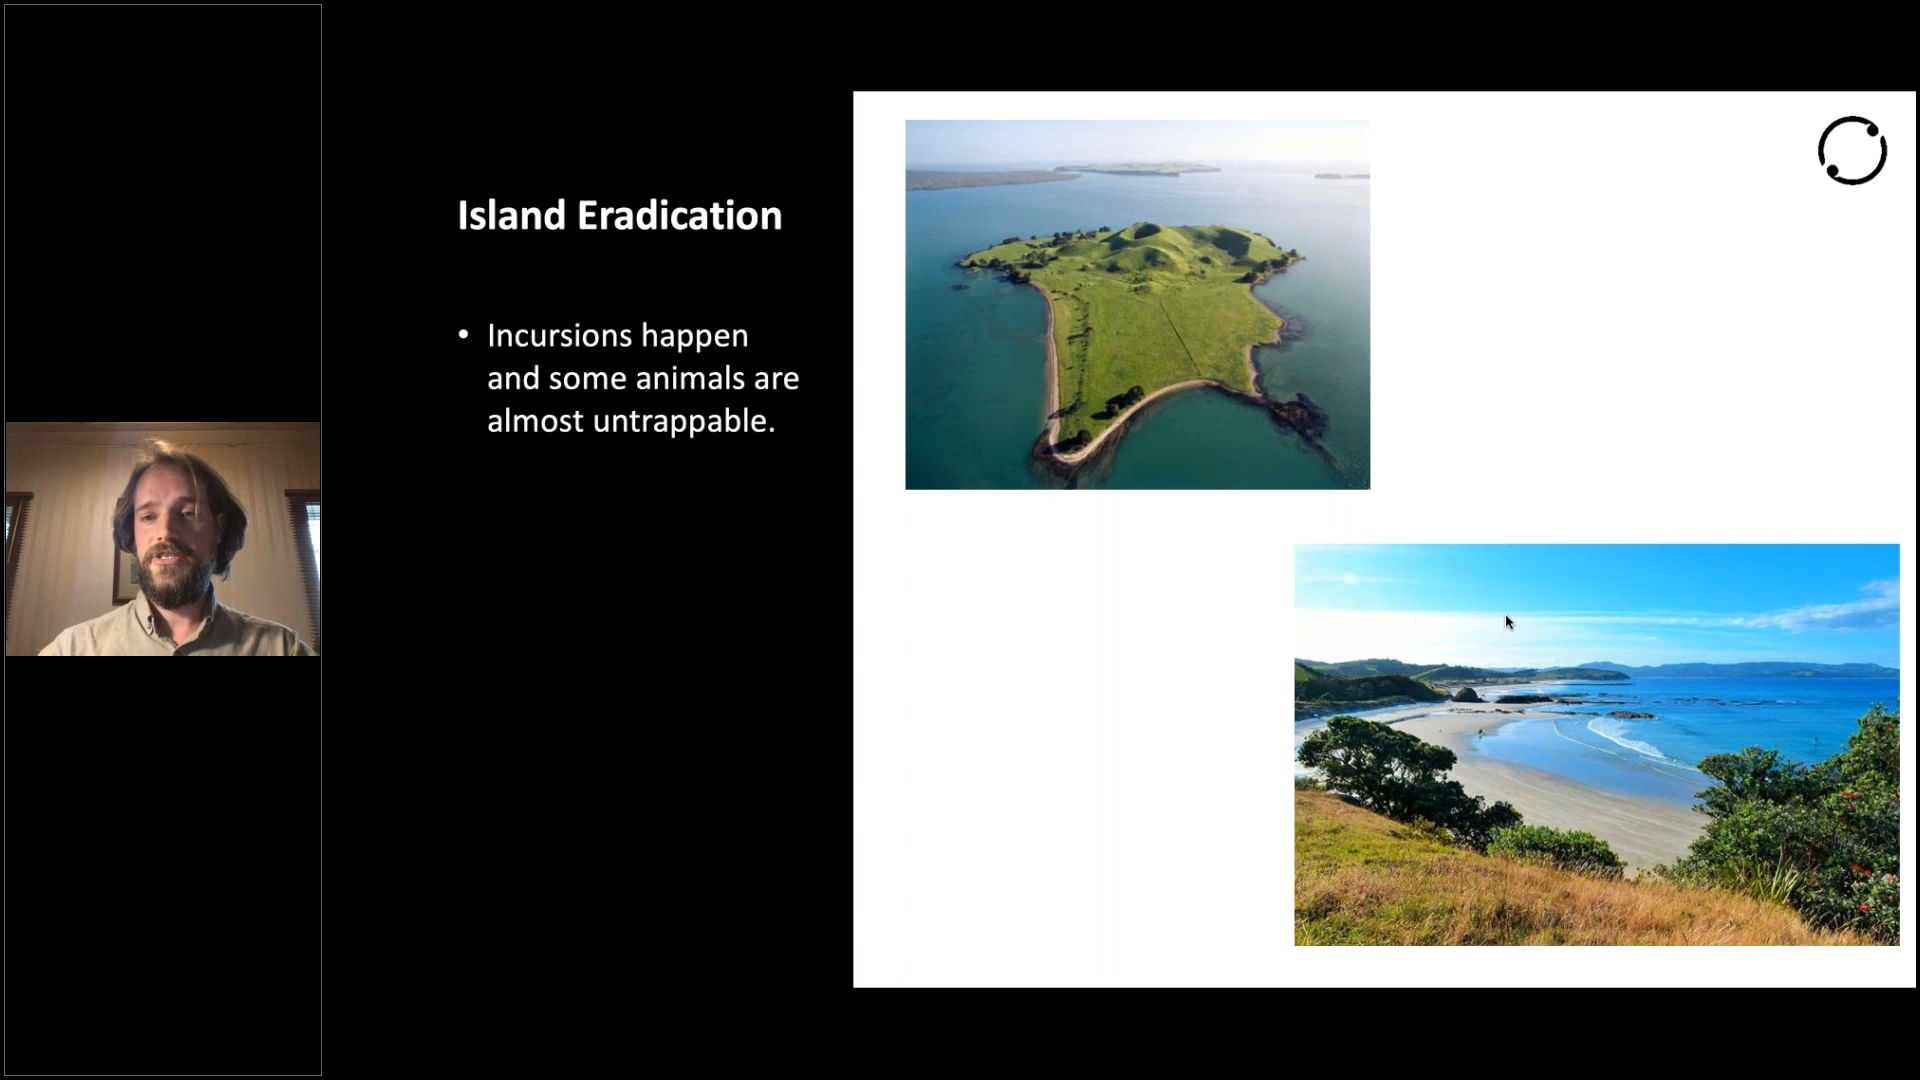 Island Eradication
• Incursions happen
and some animals are
almost untrappable.